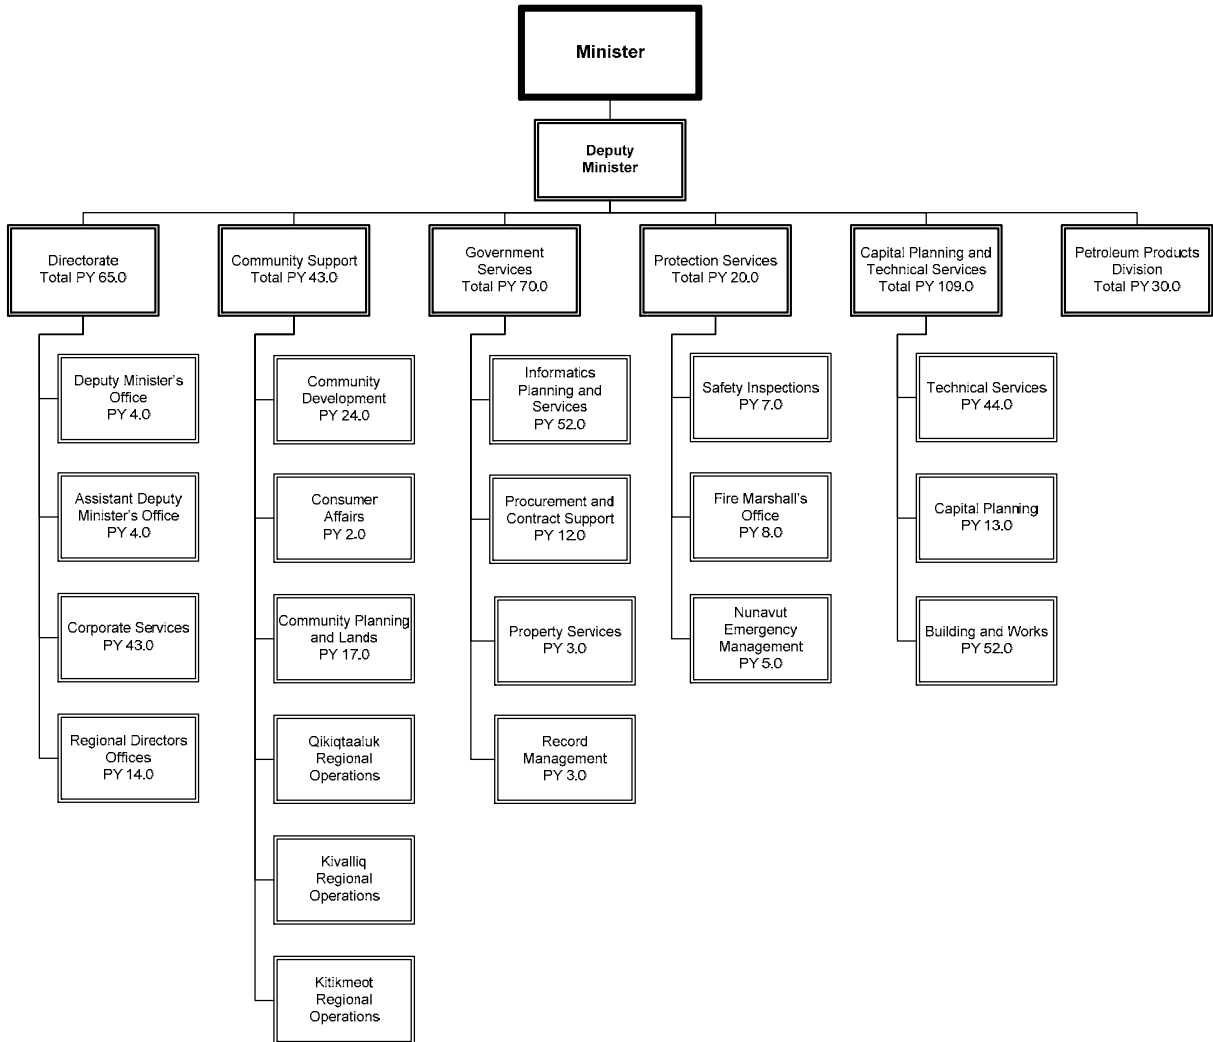 Minister
Deputy
Minister
Directorate
Total PY 65.0
Community Support
Total PY 43.0
Government
Services
Total PY 70.0
Protection Services
Total PY 20.0
Capital Planning and
Technical Services
Total PY 109.0
Petroleum Products
Division
Total PY 30.0
Deputy Minister's
Office
PY 4.0
Assistant Deputy
Minister's Office
PY 4.0
Corporate Services
PY 43.0
Regional Directors
Offices
PY 14.0
Community
Development
PY 24.0
Consumer
Affairs
PY 2.0
Community Planning
and Lands
PY 17.0
Qikiqtaaluk
Regional
Operations
Kivalliq
Regional
Operations
Kitikmeot
Regional
Operations
Informatics
Planning and
Services
PY 52.0
Procurement and
Contract Support
PY 12.0
Property Services
PY 3.0
Record
Management
PY 3.0
Safety Inspections
PY 7.0
Fire Marshall's
Office
PY 8.0
Nunavut
Emergency
Management
PY 5.0
Technical Services
PY 44.0
Capital Planning
PY 13.0
Building and Works
PY 52.0